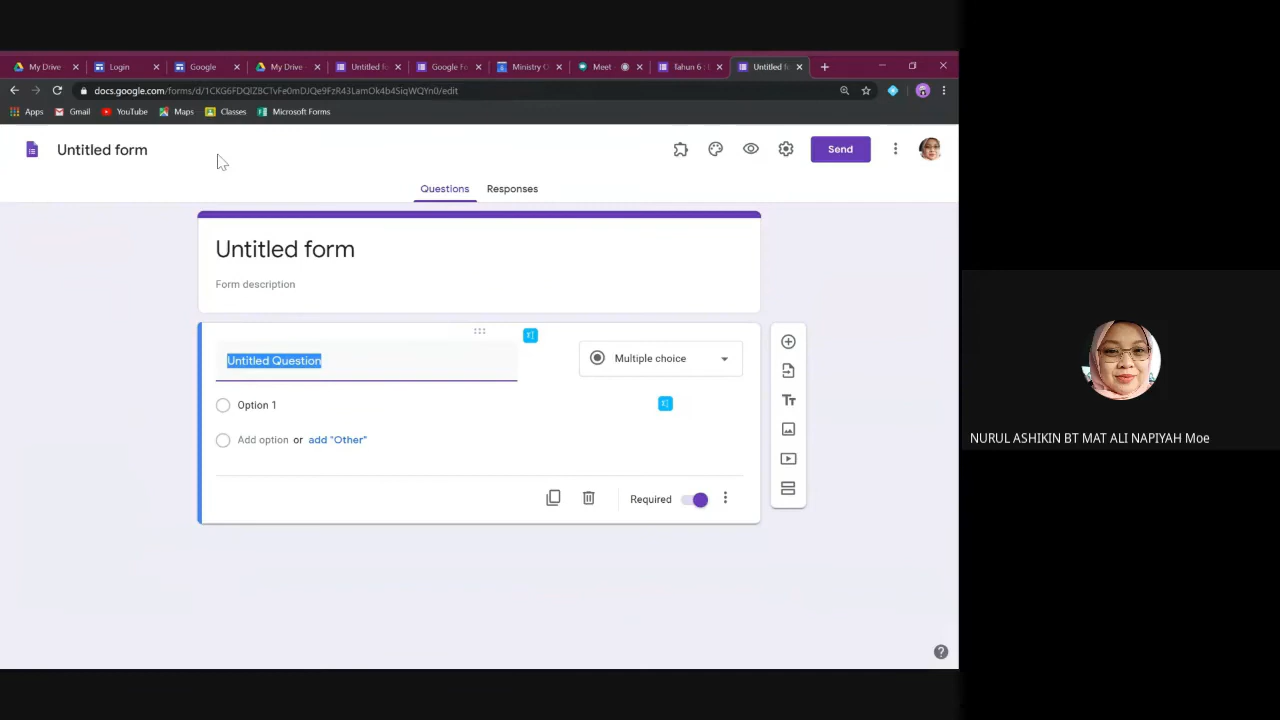 My Drive
Login
Google
My Drive
Untitled fo
Google Fo
Ministry O
Meet
Tahun 6 : U
Untitled f
docs.google.com/forms/d/1CKG6FDQlZBCTvFe0mDJQe9FzR43LamOk4b4SiqWQYn0/edit
Apps
Gmail
YouTube
Maps
Classes
Microsoft Forms
Untitled form
Send
Questions
Responses
Untitled form
Form description
Untitled Question
Multiple choice
Option 1
Add option or add "Other"
Required
NURUL ASHIKIN BT MAT ALI NAPIYAH Moe